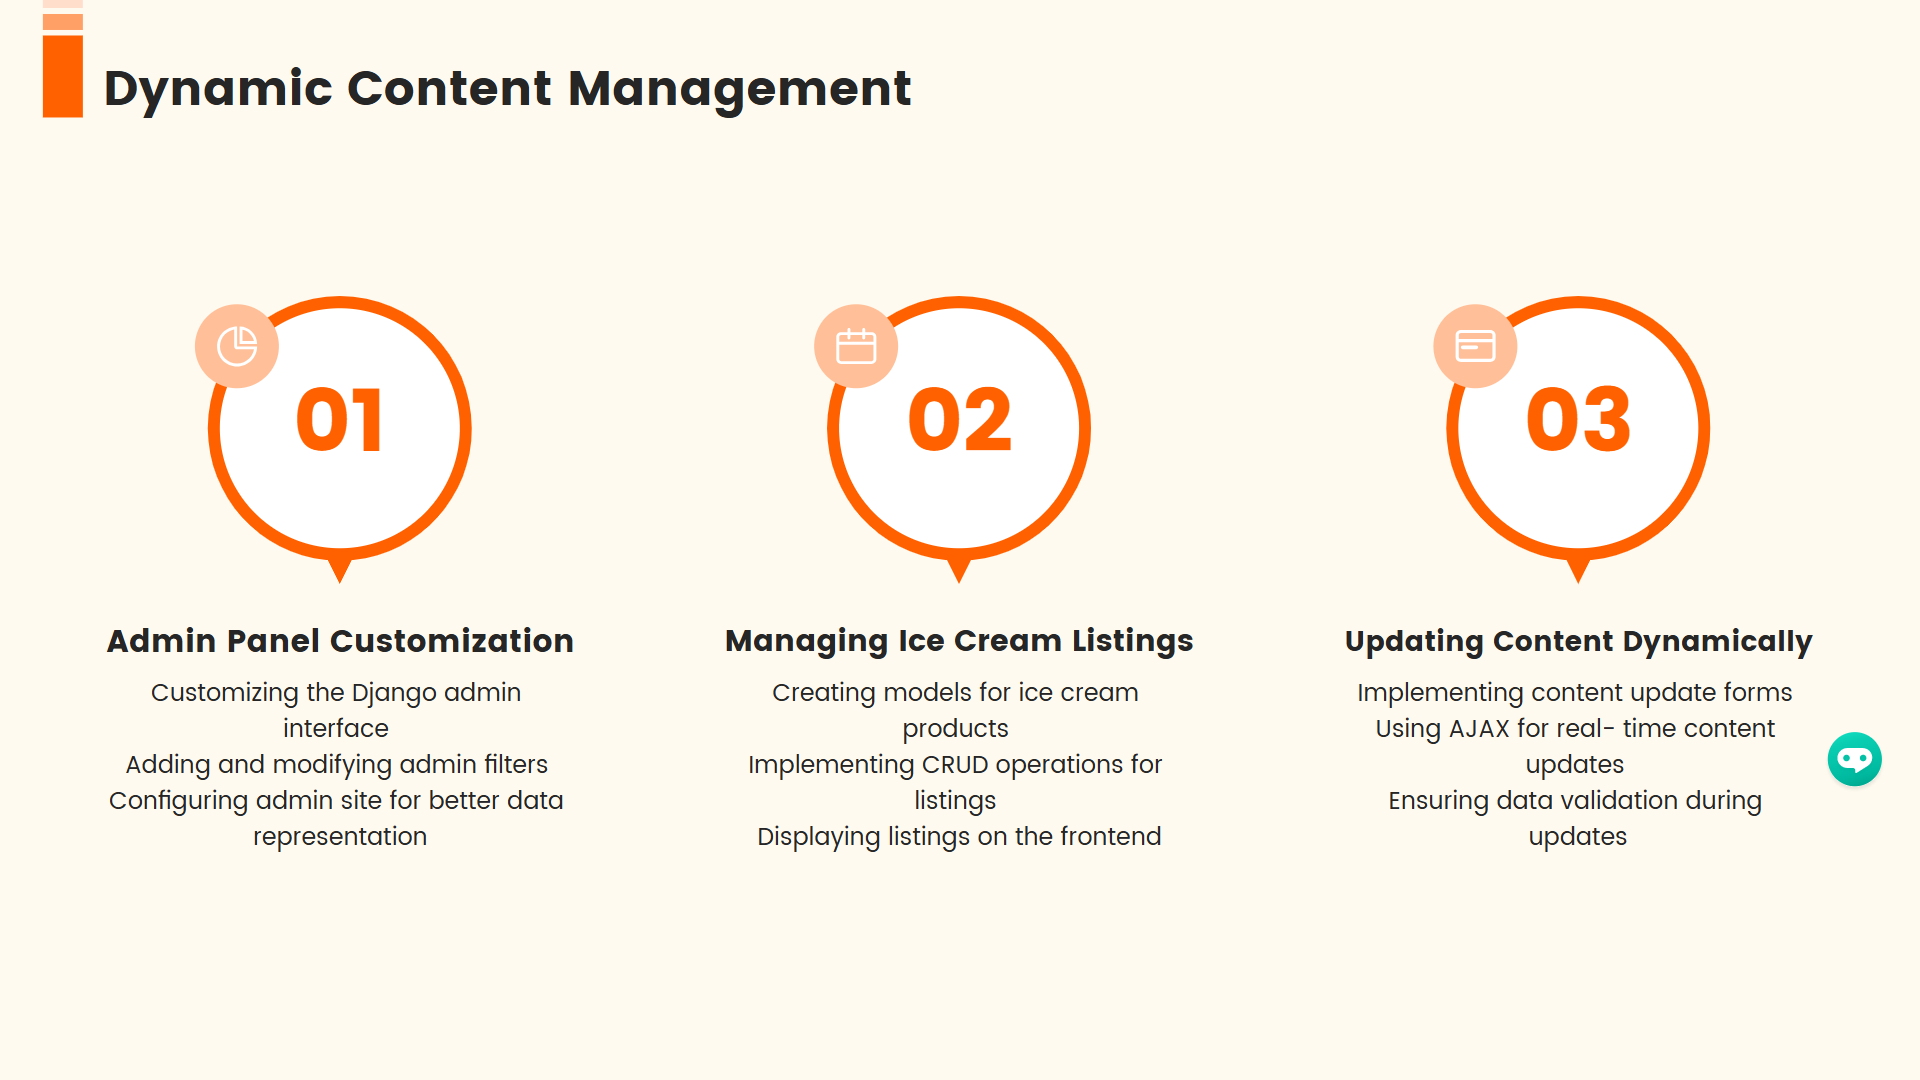 Dynamic Content Management
01
Admin Panel Customization
Customizing the Django admin
interface
Adding and modifying admin filters
Configuring admin site for better data
representation
02
Managing Ice Cream Listings
Creating models for ice cream
products
Implementing CRUD operations for
listings
Displaying listings on the frontend
03
Updating Content Dynamically
Implementing content update forms
Using AJAX for real- time content
updates
Ensuring data validation during
updates